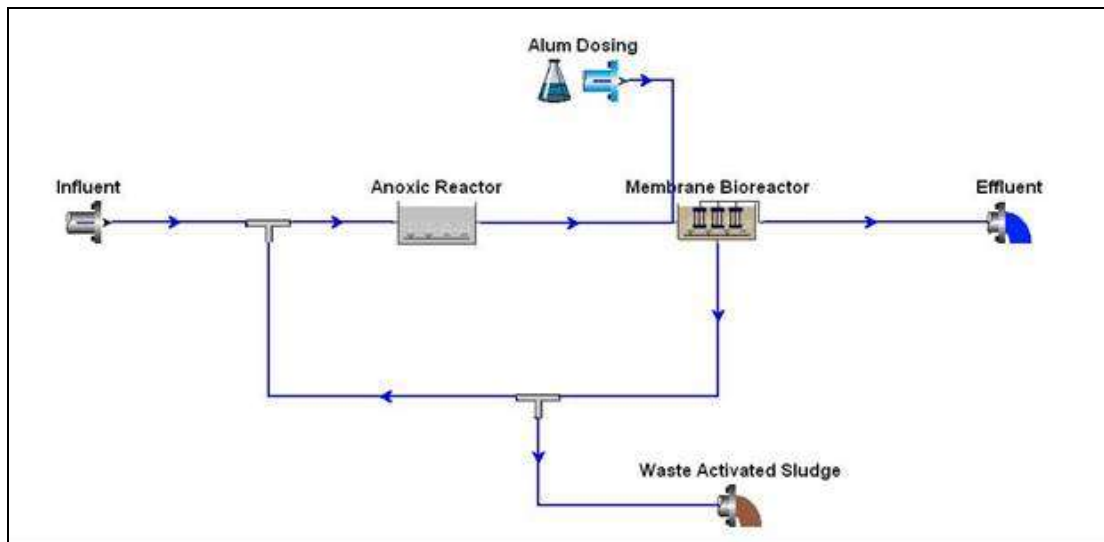 Alum Dosing
Influent
Anoxic Reactor
Membrane Bioreactor
Effluent
Waste Activated Sludge